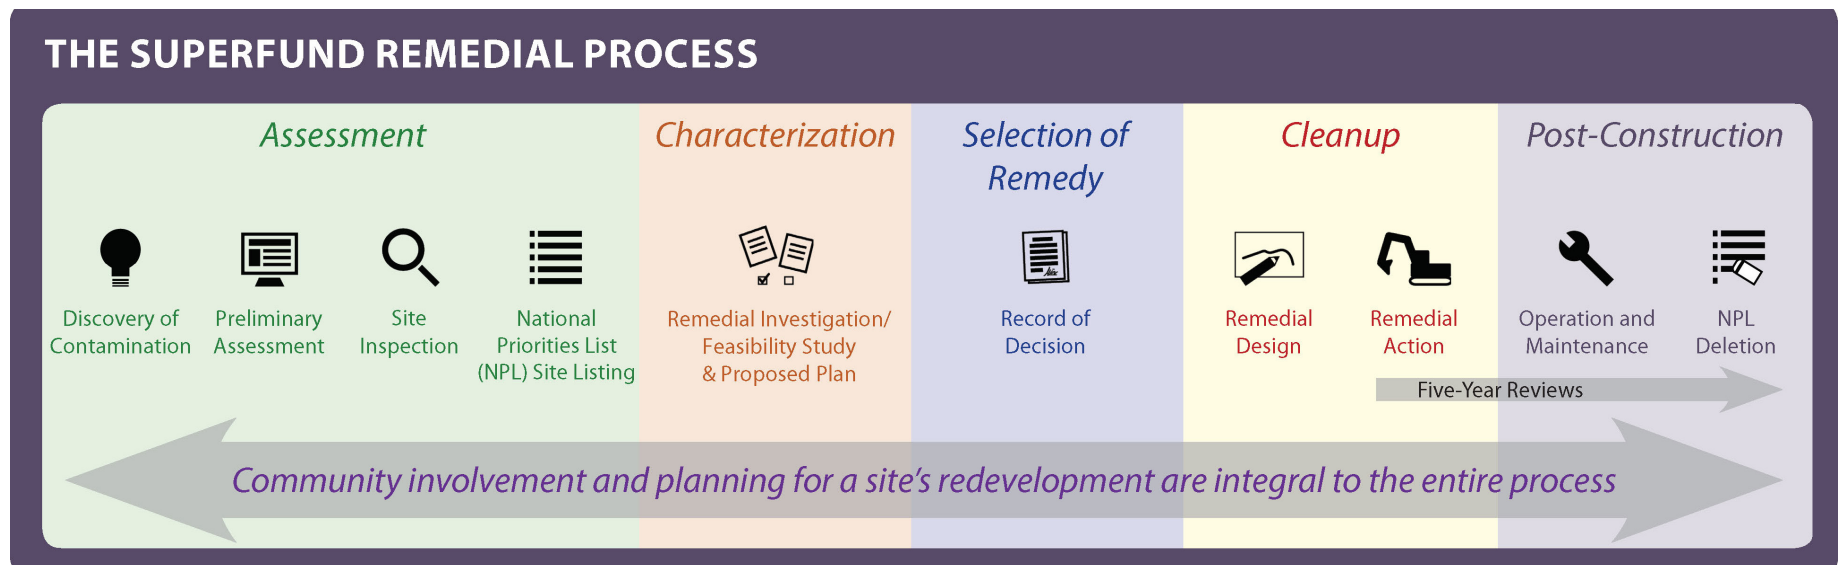 THE SUPERFUND REMEDIAL PROCESS
Assessment
Discovery of
Contamination
Preliminary
Assessment
Site
Inspection
National
Priorities List
(NPL) Site Listing
Characterization
Remedial Investigation/
Feasibility Study
& Proposed Plan
Selection of
Remedy
Record of
Decision
Cleanup
Remedial
Design
Remedial
Action
Post-Construction
Operation and
Maintenance
NPL
Deletion
Five-Year Reviews
Community involvement and planning for a site’s redevelopment are integral to the entire process